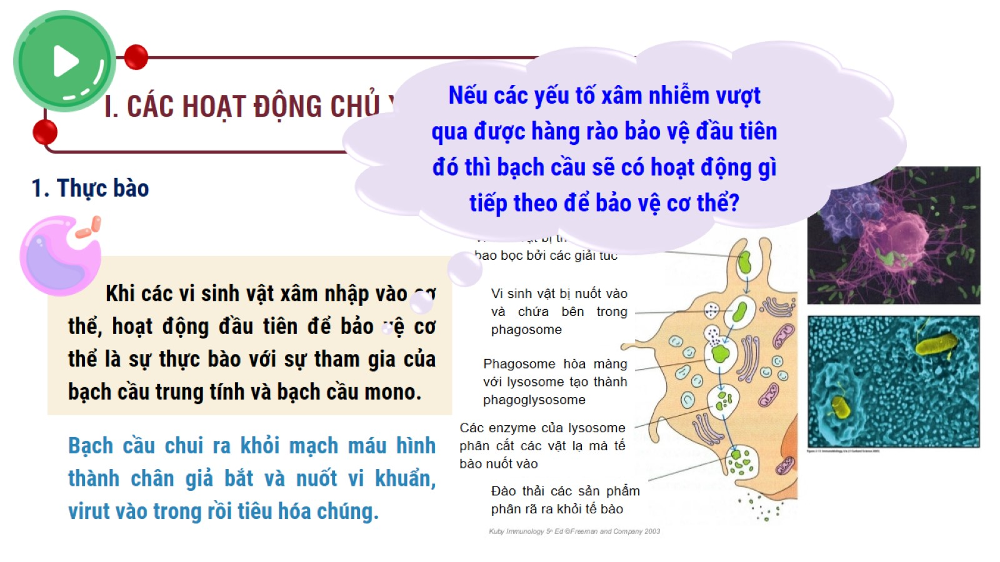 I. CÁC HOẠT ĐỘNG CHỦ
Nếu các yếu tố xâm nhiễm vượt
qua được hàng rào bảo vệ đầu tiên
đó thì bạch cầu sẽ có hoạt động gì
tiếp theo để bảo vệ cơ thể?
1. Thực bào
Khi các vi sinh vật xâm nhập vào cơ
thể, hoạt động đầu tiên để bảo vệ cơ
thể là sự thực bào với sự tham gia của
bạch cầu trung tính và bạch cầu mono.
Bạch cầu chui ra khỏi mạch máu hình
thành chân giả bắt và nuốt vi khuẩn,
virut vào trong rồi tiêu hóa chúng.
bao bọc bởi các giải tuc
Vi sinh vật bị nuốt vào
và chứa bên trong
phagosome
Phagosome hòa màng
với lysosome tạo thành
phagoglysosome
Các enzyme của lysosome
phân cắt các vật lạ mà tế
bào nuốt vào
Đào thải các sản phẩm
phân rã ra khỏi tế bào
Kuby Immunology 5th Ed ©Freeman and Company 2003